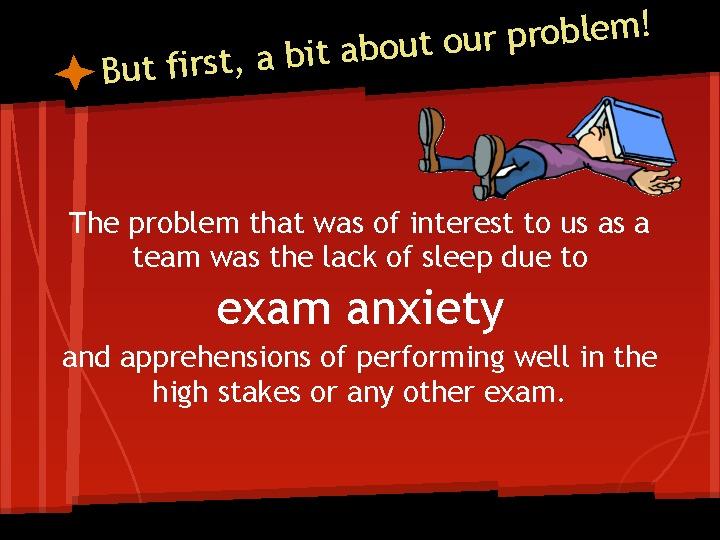 But first, a bit about our problem!
The problem that was of interest to us as a
team was the lack of sleep due to
exam anxiety
and apprehensions of performing well in the
high stakes or any other exam.